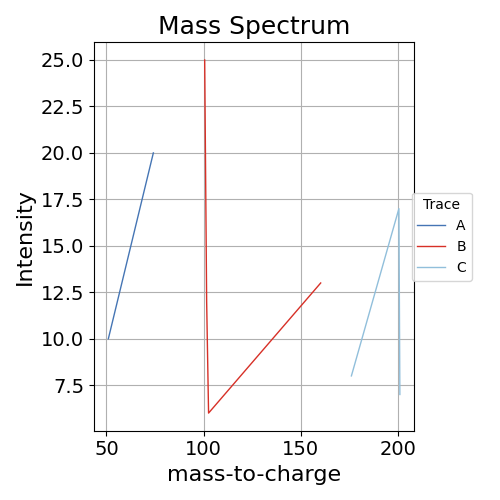 Mass Spectrum
Intensity
25.0
22.5
20.0
17.5
15.0
12.5
10.0
7.5
50 100 150 200
mass-to-charge
Trace
A
B
C